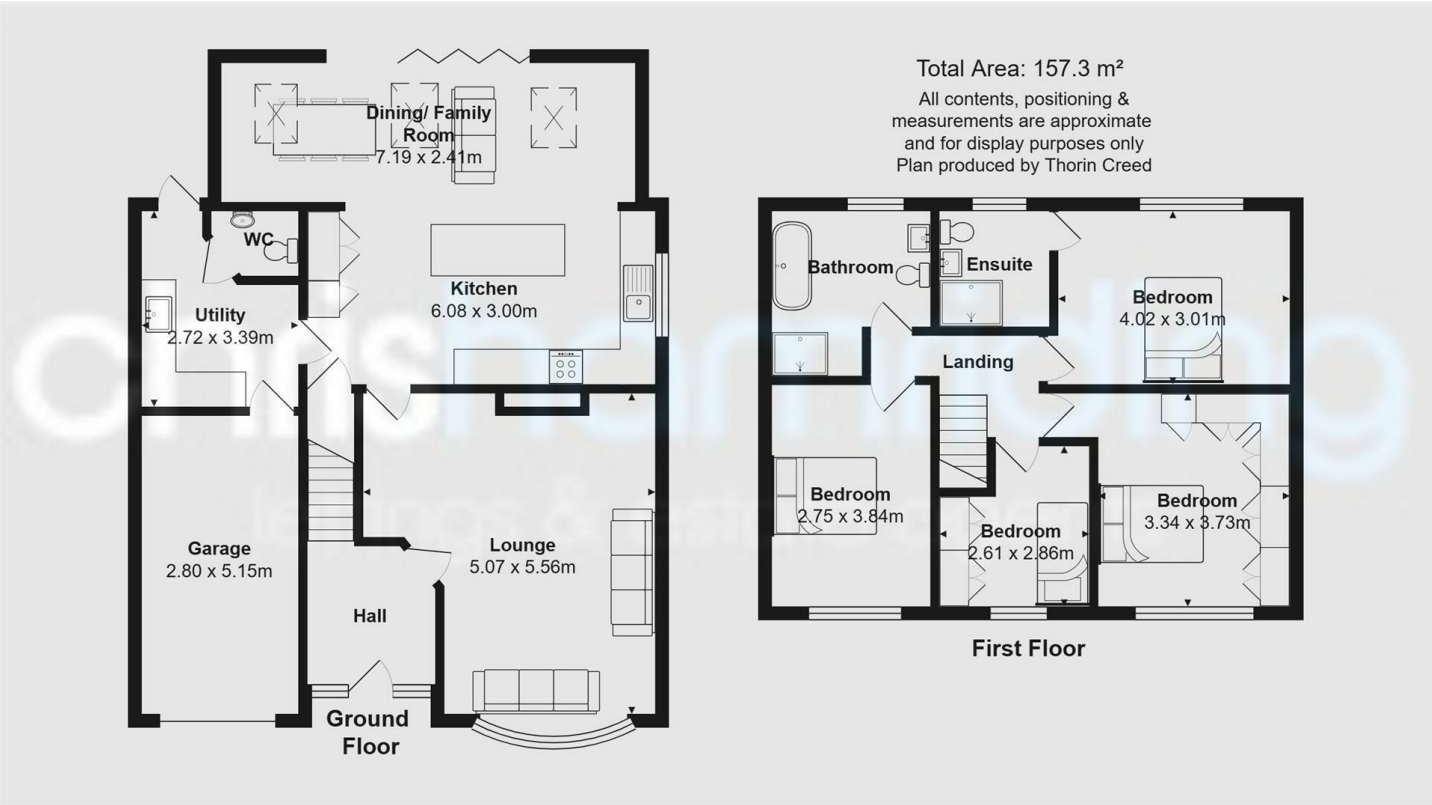 Total Area: 157.3 m²
All contents, positioning &
measurements are approximate
and for display purposes only
Plan produced by Thorin Creed
Dining/ Family
Room
7.19 x 2.41m
WC
Kitchen
6.08 x 3.00m
Utility
2.72 x 3.39m
Garage
2.80 x 5.15m
Lounge
5.07 x 5.56m
Hall
Ground
Floor
Bathroom
Ensuite
Bedroom
4.02 x 3.01m
Landing
Bedroom
2.75 x 3.84m
Bedroom
2.61 x 2.86m
Bedroom
3.34 x 3.73m
First Floor